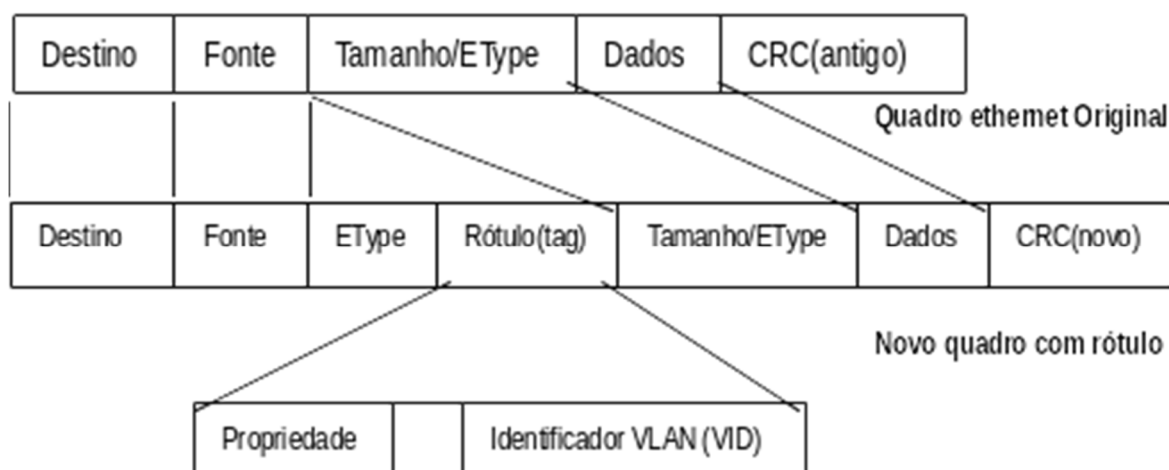 Destino Fonte Tamanho/EType Dados CRC(antigo)
Quadro ethernet Original
Destino Fonte EType Rótulo(tag) Tamanho/EType Dados CRC(novo)
Novo quadro com rótulo
Propriedade Identificador VLAN (VID)